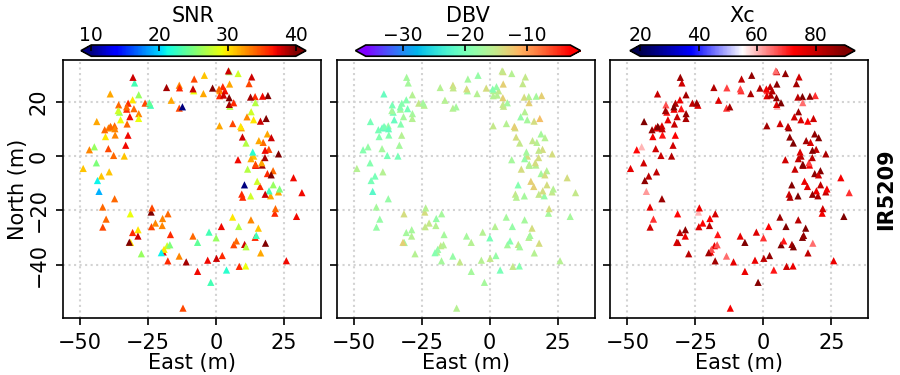 SNR DBV Xc
10 20 30 40 −30 −20 −10 20 40 60 80
20
0
−20
−40
North (m)
IR5209
−50 −25 0 25 −50 −25 0 25 −50 −25 0 25
East (m) East (m) East (m)